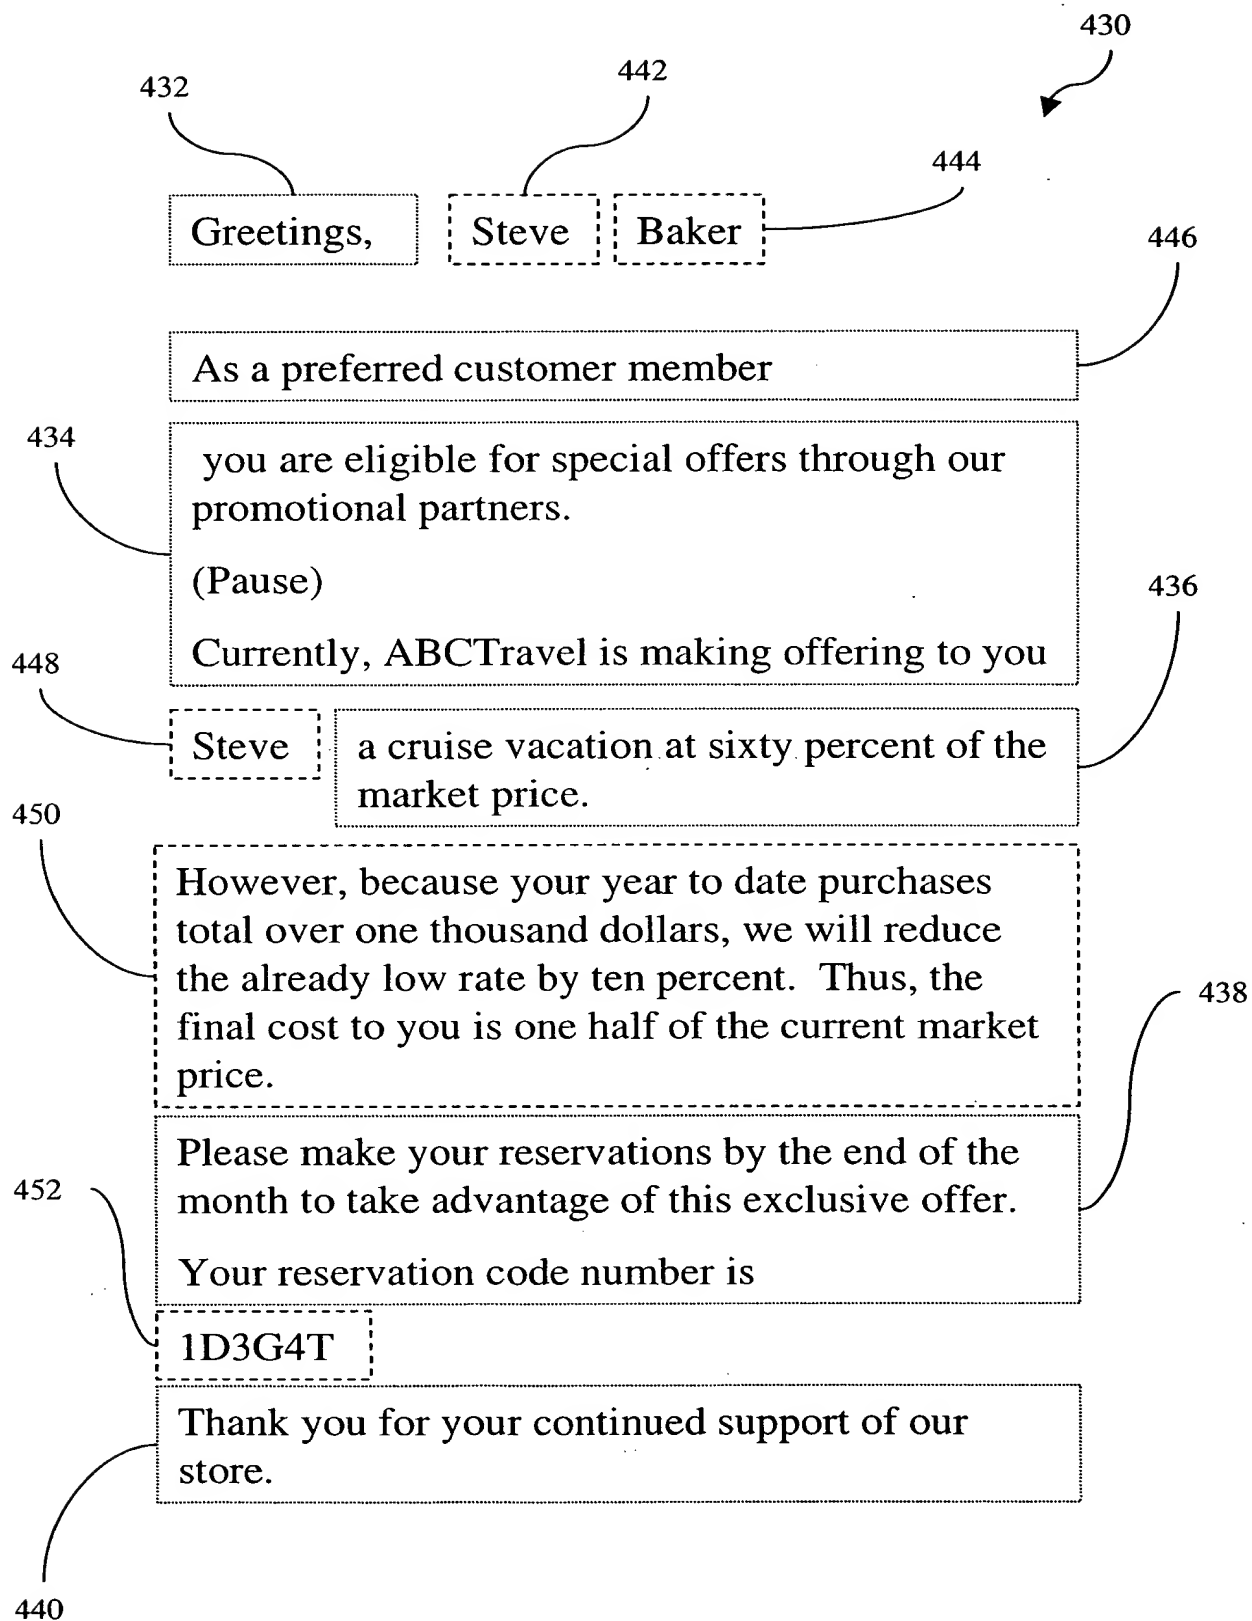 430
432
442
444
Greetings, Steve Baker
446
As a preferred customer member
434
you are eligible for special offers through our
promotional partners.
(Pause)
436
Currently, ABCTravel is making offering to you
448
Steve a cruise vacation at sixty percent of the
market price.
450
However, because your year to date purchases
total over one thousand dollars, we will reduce
the already low rate by ten percent. Thus, the
438
final cost to you is one half of the current market
price.
Please make your reservations by the end of the
452
month to take advantage of this exclusive offer.
Your reservation code number is
1D3G4T
Thank you for your continued support of our
store.
440